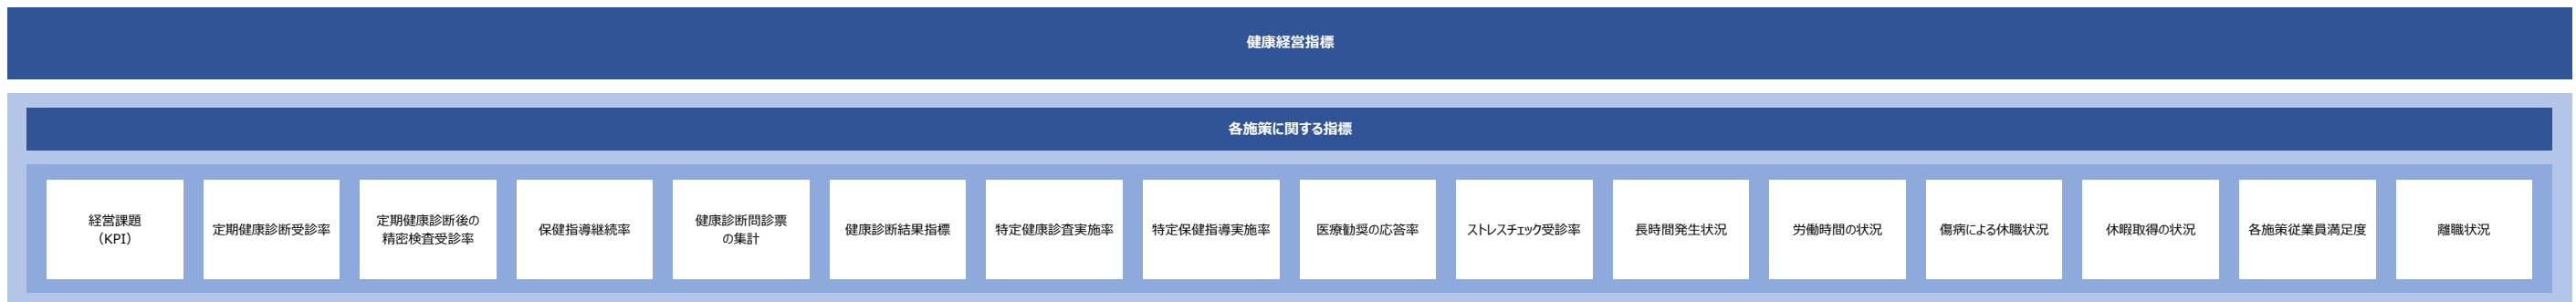 健康経営指標
各施策に関する指標
経営課題
（KPI）
定期健康診断受診率
定期健康診断後の
精密検査受診率
保健指導継続率
健康診断問診票
の集計
健康診断結果指標
特定健康診査実施率
特定保健指導実施率
医療勧奨の応答率
ストレスチェック受診率
長時間発生状況
労働時間の状況
傷病による休職状況
休暇取得の状況
各施策従業員満足度
離職状況